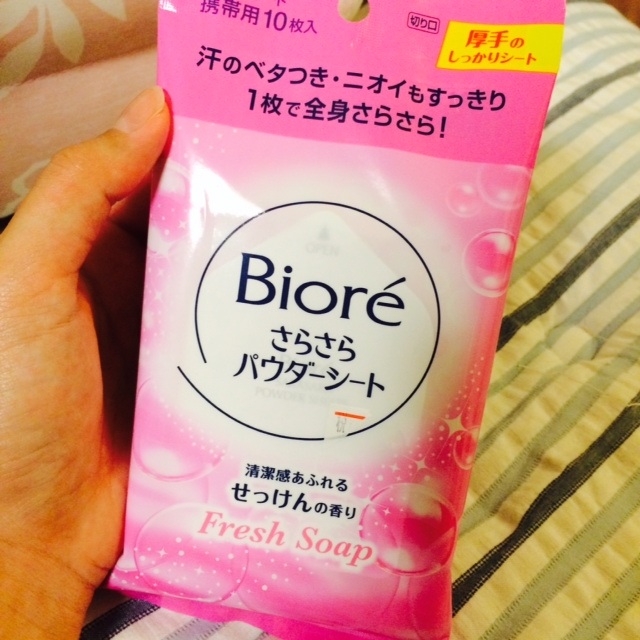 携帯用10枚入
切り口
厚手の
しっかりシート
汗のベタつき・ニオイもすっきり
1枚で全身さらさら!
OPEN
Bioré
さらさら
パウダーシート
清潔感あふれる
せっけんの香り
Fresh Soap